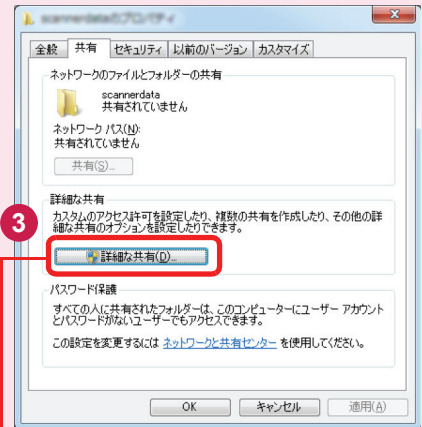 scannerdataのプロパティ
全般 共有 セキュリティ 以前のバージョン カスタマイズ
ネットワークのファイルとフォルダーの共有
scannerdata
共有されていません
ネットワーク パス(N):
共有されていません
共有(S)...
詳細な共有
カスタムのアクセス許可を設定したり、複数の共有を作成したり、その他の詳
細な共有のオプションを設定したりできます。
3
詳細な共有(D)...
パスワード保護
すべての人に共有されたフォルダーは、このコンピューターにユーザー アカウント
とパスワードがないユーザーでもアクセスできます。
この設定を変更するには ネットワークと共有センター を使用してください。
OK キャンセル 適用(A)